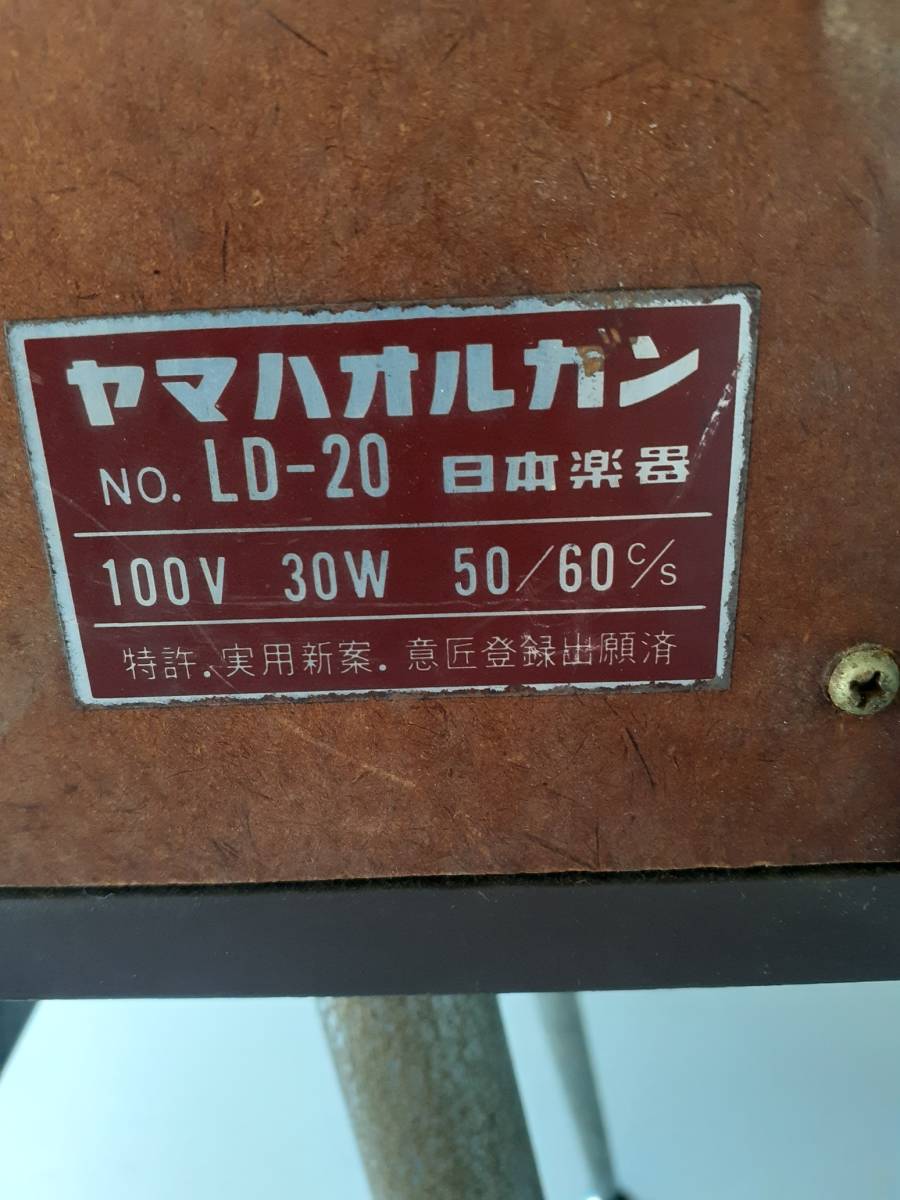 ヤマハオルガン
NO. LD-20 日本楽器
100V 30W 50/60 c/s
特許.実用新案.意匠登録出願済